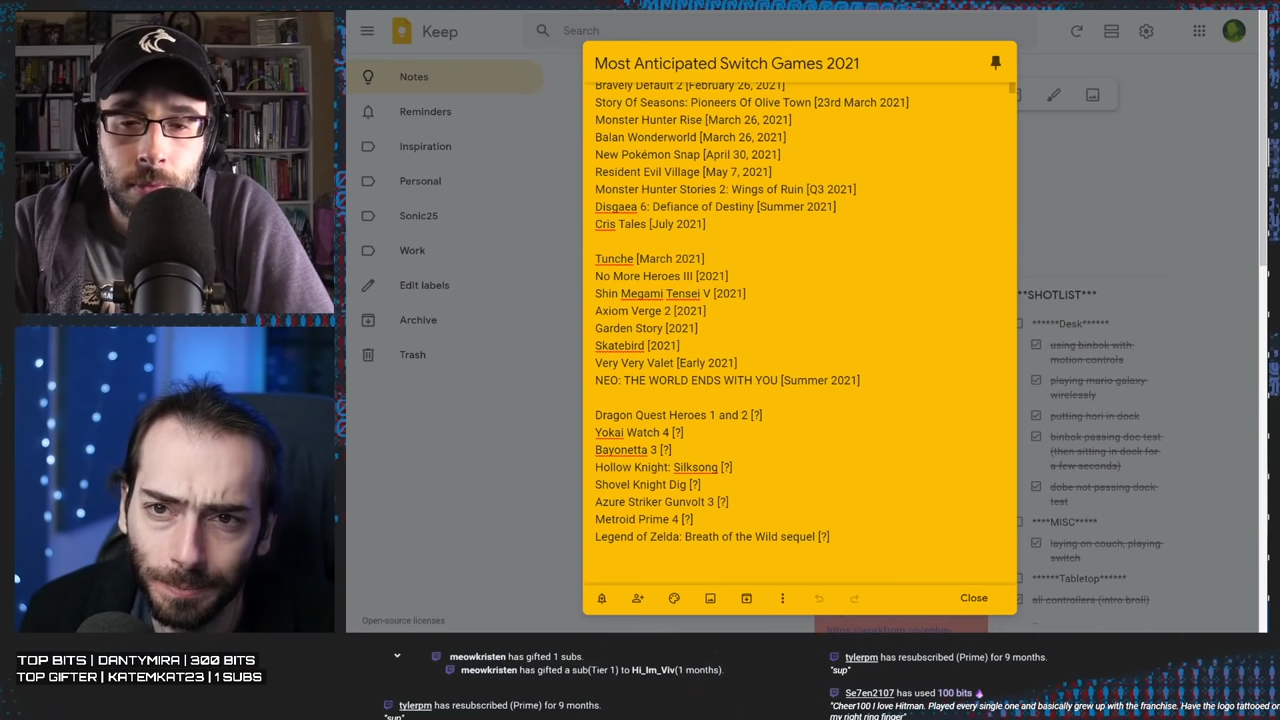 Keep
Search
Notes
Reminders
Inspiration
Personal
Sonic25
Work
Edit labels
Archive
Trash
Open-source licenses
Most Anticipated Switch Games 2021
Bravely Default 2 [February 26, 2021]
Story Of Seasons: Pioneers Of Olive Town [23rd March 2021]
Monster Hunter Rise [March 26, 2021]
Balan Wonderworld [March 26, 2021]
New Pokémon Snap [April 30, 2021]
Resident Evil Village [May 7, 2021]
Monster Hunter Stories 2: Wings of Ruin [Q3 2021]
Disgaea 6: Defiance of Destiny [Summer 2021]
Cris Tales [July 2021]
Tunche [March 2021]
No More Heroes III [2021]
Shin Megami Tensei V [2021]
Axiom Verge 2 [2021]
Garden Story [2021]
Skatebird [2021]
Very Very Valet [Early 2021]
NEO: THE WORLD ENDS WITH YOU [Summer 2021]
Dragon Quest Heroes 1 and 2 [?]
Yokai Watch 4 [?]
Bayonetta 3 [?]
Hollow Knight: Silksong [?]
Shovel Knight Dig [?]
Azure Striker Gunvolt 3 [?]
Metroid Prime 4 [?]
Legend of Zelda: Breath of the Wild sequel [?]
Close
**SHOTLIST***
******Desk******
using binbok with
motion controls
playing mario galaxy
wirelessly
putting hori in dock
binbok passing doc test
(then sitting in dock for
a few seconds)
dobe not passing dock
test
****MISC*****
laying on couch, playing
switch
******Tabletop******
all controllers (intro broll)
TOP BITS | DANTYMIRA | 300 BITS
TOP GIFTER | KATEMKAT23 | 1 SUBS
meowkristen has gifted 1 subs.
meowkristen has gifted a sub(Tier 1) to Hi_Im_Viv(1 months).
tylerpm has resubscribed (Prime) for 9 months.
"sup"
tylerpm has resubscribed (Prime) for 9 months.
"sup"
Se7en2107 has used 100 bits
"Cheer100 I love Hitman. Played every single one and basically grew up with the franchise. Have the logo tattooed on
my right ring finger"